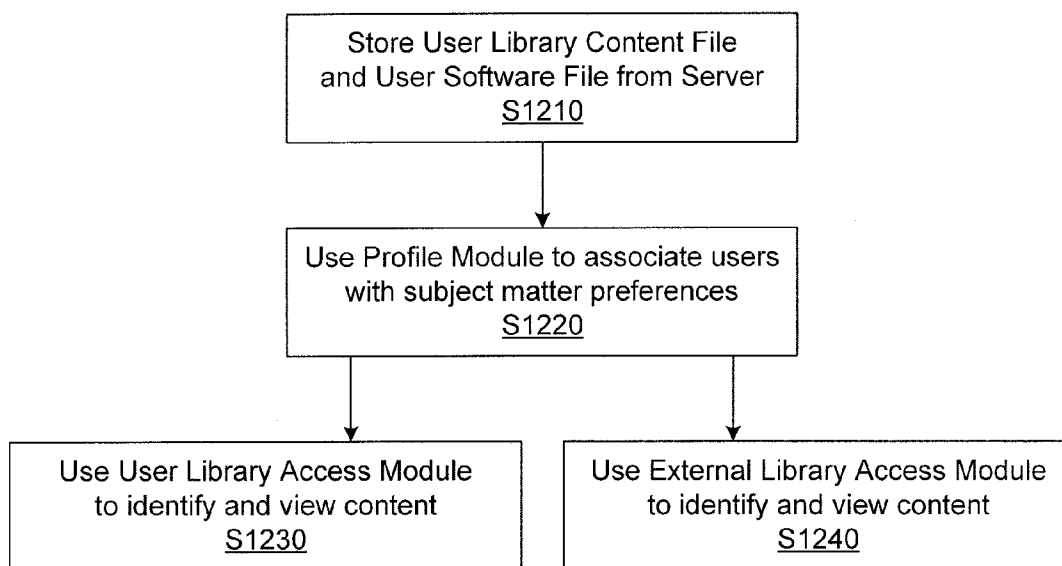 Store User Library Content File
and User Software File from Server
S1210
Use Profile Module to associate users
with subject matter preferences
S1220
Use User Library Access Module
to identify and view content
S1230
Use External Library Access Module
to identify and view content
S1240